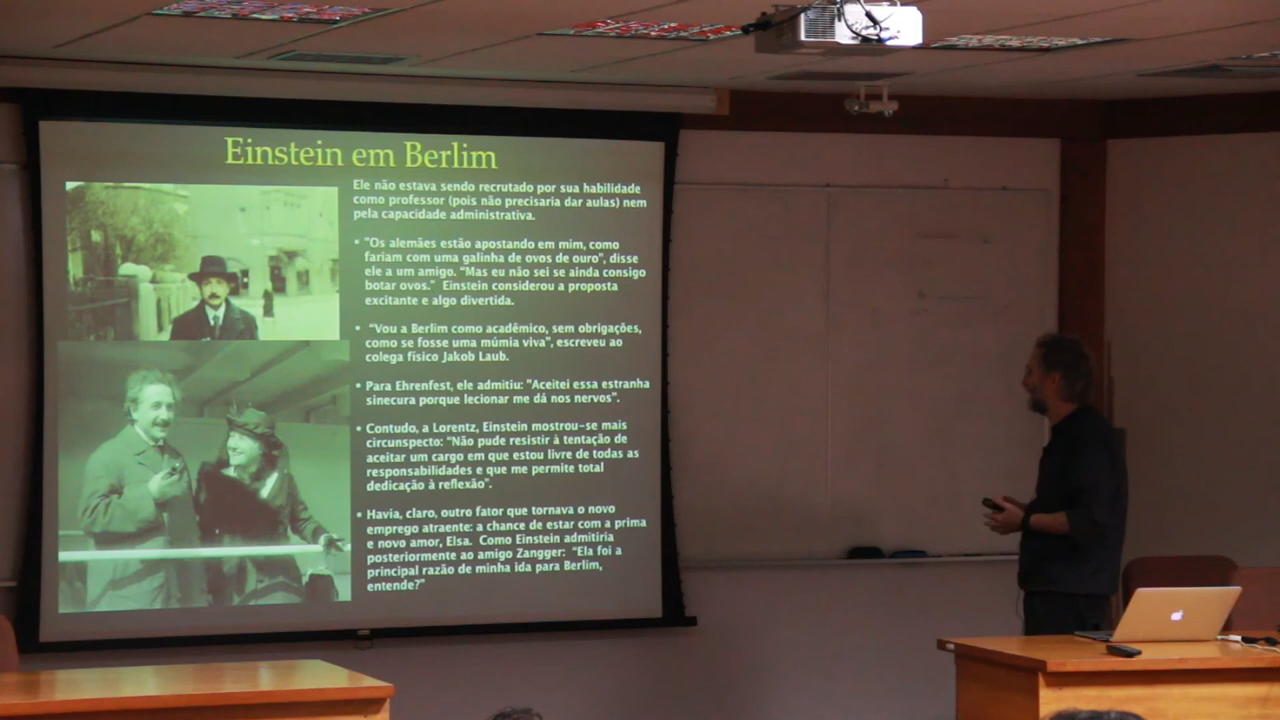 Einstein em Berlim
Ele não estava sendo recrutado por sua habilidade
como professor (pois não precisaria dar aulas) nem
pela capacidade administrativa.
▪ "Os alemães estão apostando em mim, como
fariam com uma galinha de ovos de ouro", disse
ele a um amigo. "Mas eu não sei se ainda consigo
botar ovos." Einstein considerou a proposta
excitante e algo divertida.
• "Vou a Berlim como acadêmico, sem obrigações,
como se fosse uma múmia viva", escreveu ao
colega físico Jakob Laub.
• Para Ehrenfest, ele admitiu: "Aceitei essa estranha
sinecura porque lecionar me dá nos nervos".
• Contudo, a Lorentz, Einstein mostrou-se mais
circunspecto: "Não pude resistir à tentação de
aceitar um cargo em que estou livre de todas as
responsabilidades e que me permite total
dedicação à reflexão".
• Havia, claro, outro fator que tornava o novo
emprego atraente: a chance de estar com a prima
e novo amor, Elsa. Como Einstein admitiria
posteriormente ao amigo Zangger: "Ela foi a
principal razão de minha ida para Berlim,
entende?"